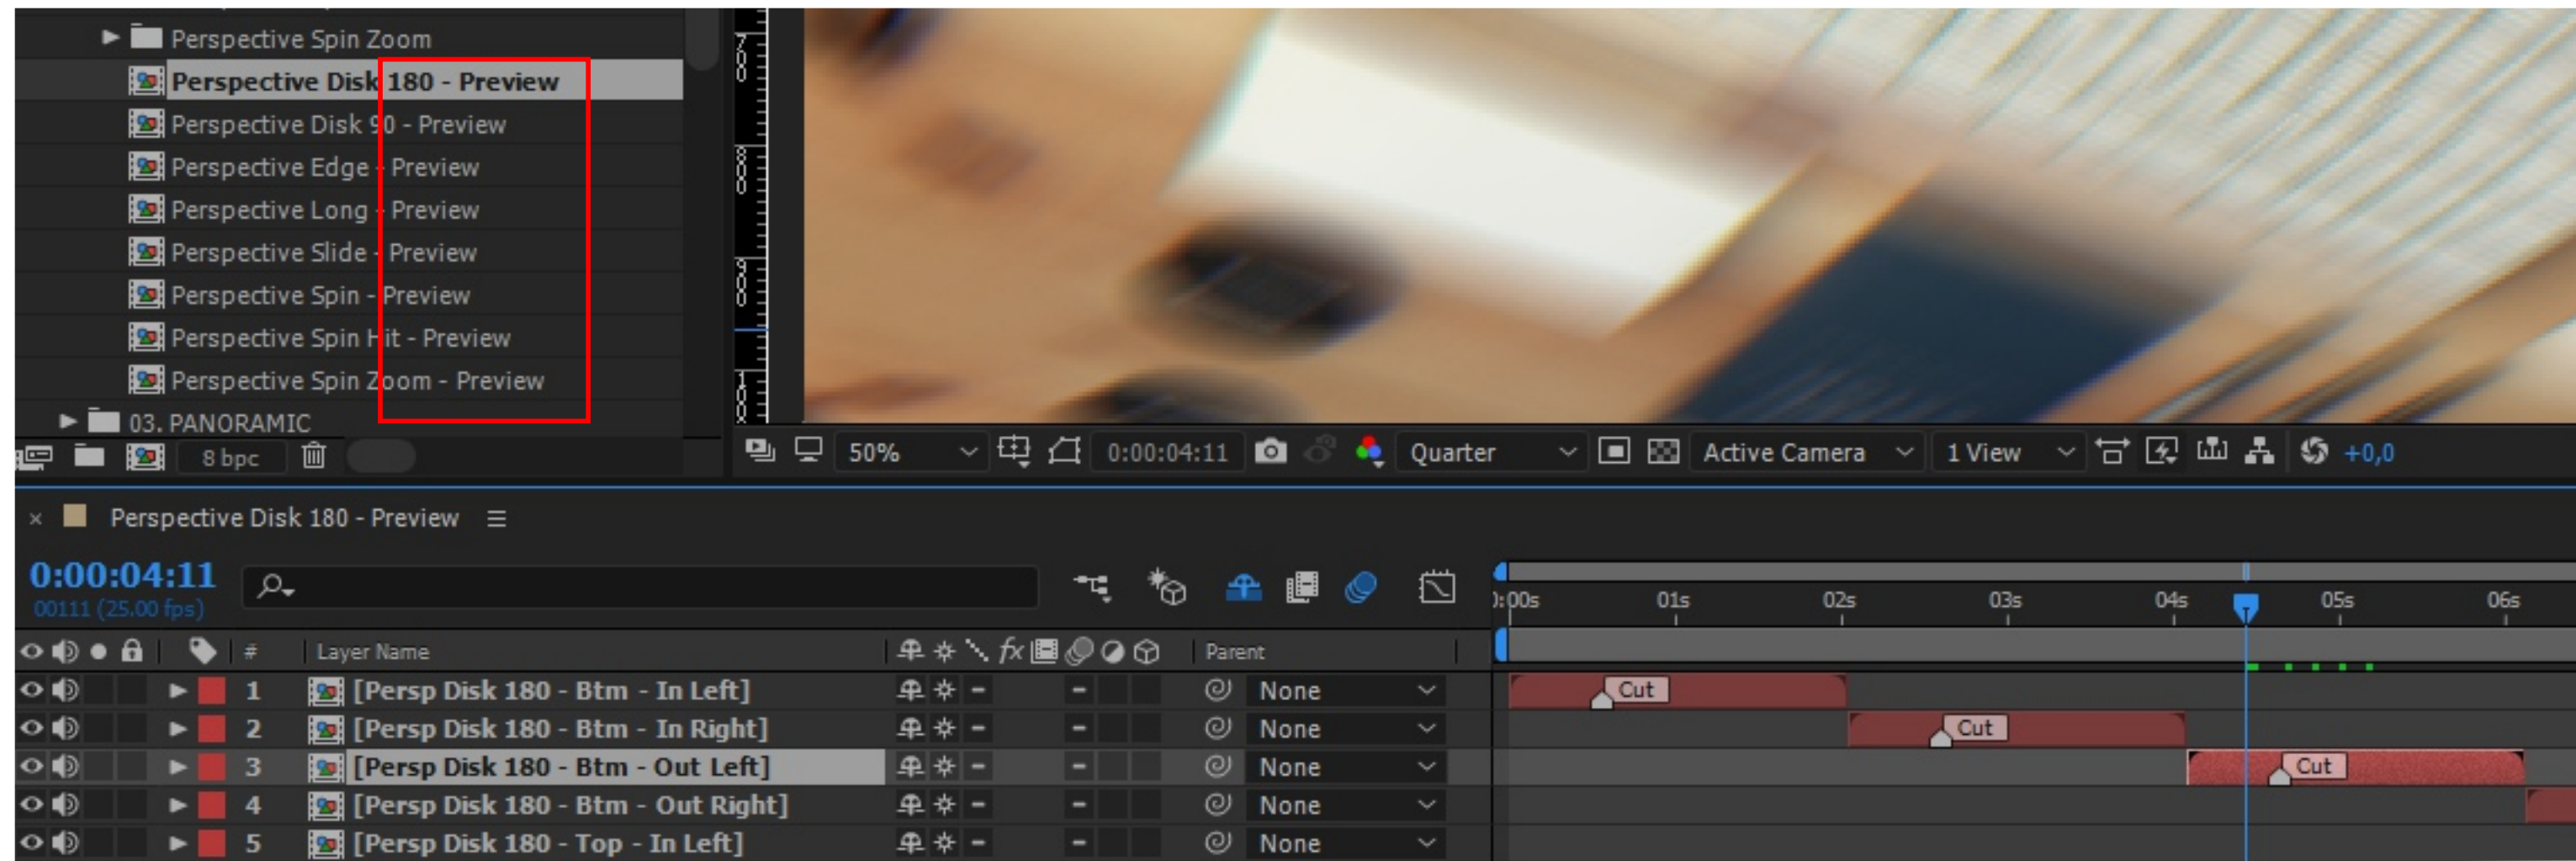 Perspective Spin Zoom
Perspective Disk 180 - Preview
Perspective Disk 90 - Preview
Perspective Edge - Preview
Perspective Long - Preview
Perspective Slide - Preview
Perspective Spin - Preview
Perspective Spin Hit - Preview
Perspective Spin Zoom - Preview
03. PANORAMIC
8 bpc
50% 0:00:04:11 Quarter Active Camera 1 View +0,0
Perspective Disk 180 - Preview
0:00:04:11
00111 (25.00 fps)
):00s 01s 02s 03s 04s 05s 06s
# Layer Name fx Parent
1 [Persp Disk 180 - Btm - In Left] None Cut
2 [Persp Disk 180 - Btm - In Right] None Cut
3 [Persp Disk 180 - Btm - Out Left] None Cut
4 [Persp Disk 180 - Btm - Out Right] None
5 [Persp Disk 180 - Top - In Left] None